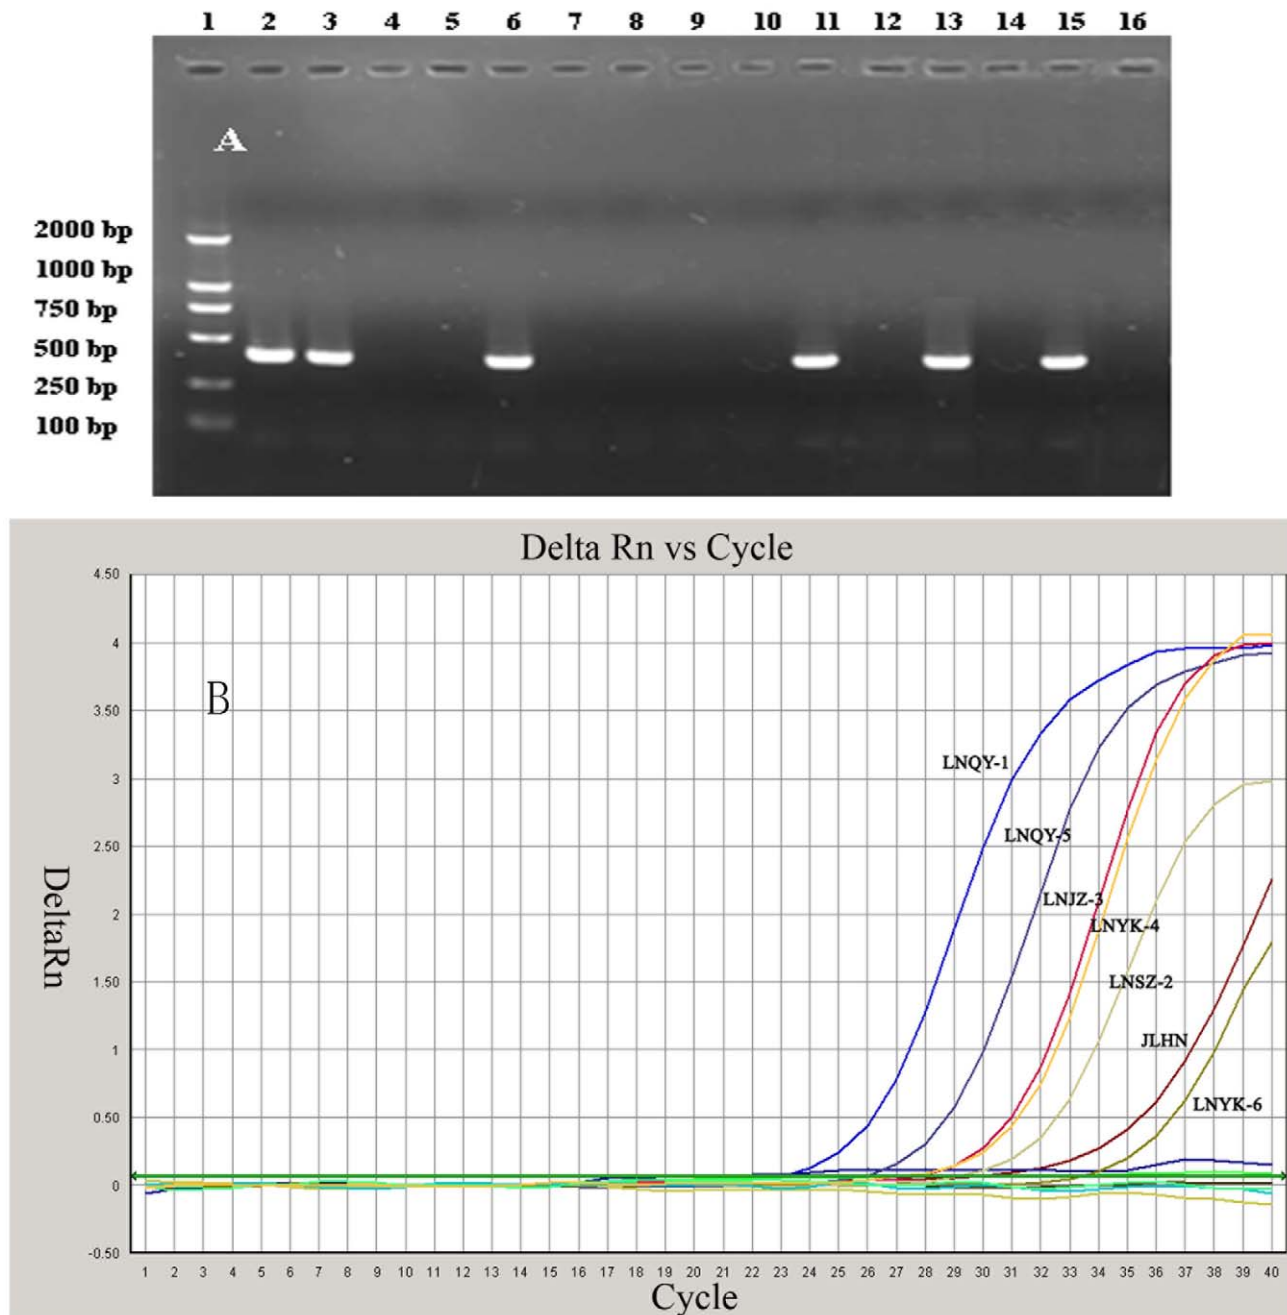 1 2 3 4 5 6 7 8 9 10 11 12 13 14 15 16
A
2000 bp
1000 bp
750 bp
500 bp
250 bp
100 bp
Delta Rn vs Cycle
4.50
4
3.50
3
2.50
2
1.50
1
0.50
0
-0.50
DeltaRn
B
LNQY-1
LNQY-5
LNJZ-3
LNYK-4
LNSZ-2
JLHN
LNYK-6
1 2 3 4 5 6 7 8 9 10 11 12 13 14 15 16 17 18 19 20 21 22 23 24 25 26 27 28 29 30 31 32 33 34 35 36 37 38 39 40
Cycle